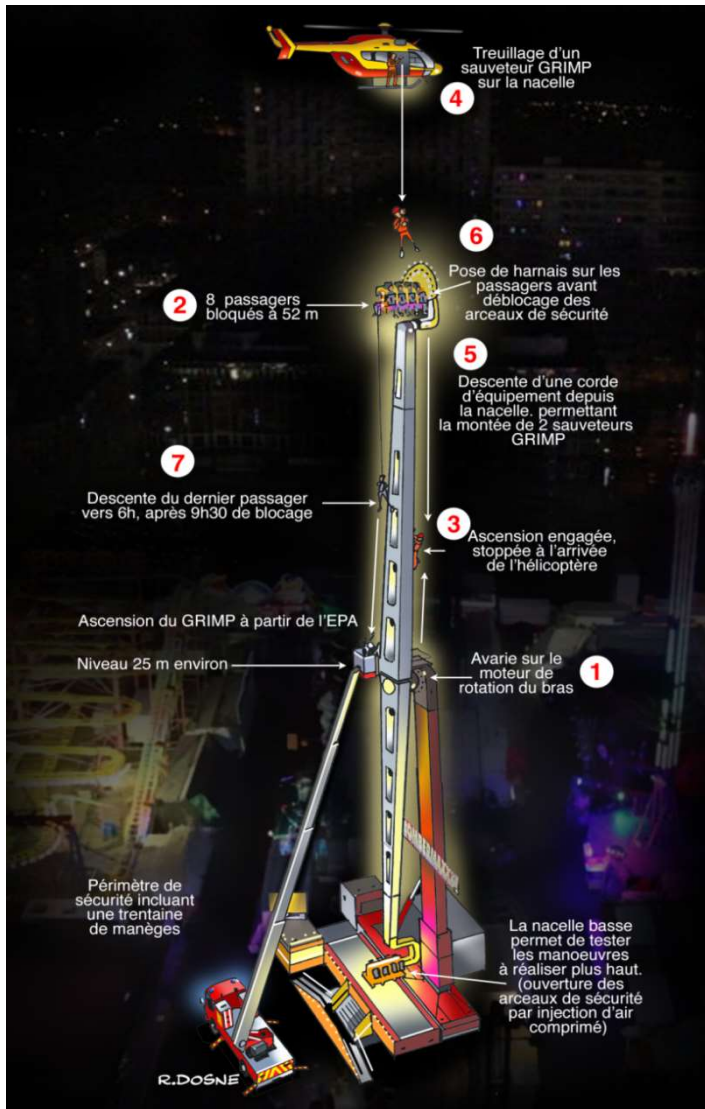 Treuillage d'un
sauveteur GRIMP
sur la nacelle
4
6
Pose de harnais sur les
passagers avant
déblocage des
arceaux de sécurité
2
8 passagers
bloqués à 52 m
5
Descente d'une corde
d'équipement depuis
la nacelle. permettant
la montée de 2 sauveteurs
GRIMP
7
Descente du dernier passager
vers 6h, après 9h30 de blocage
3
Ascension engagée,
stoppée à l'arrivée
de l'hélicoptère
Ascension du GRIMP à partir de l'EPA
Niveau 25 m environ
Avarie sur le
moteur de
rotation du bras
1
Périmètre de
sécurité incluant
une trentaine
de manèges
La nacelle basse
permet de tester
les manoeuvres
à réaliser plus haut.
(ouverture des
arceaux de sécurité
par injection d'air
comprimé)
R.DOSNE